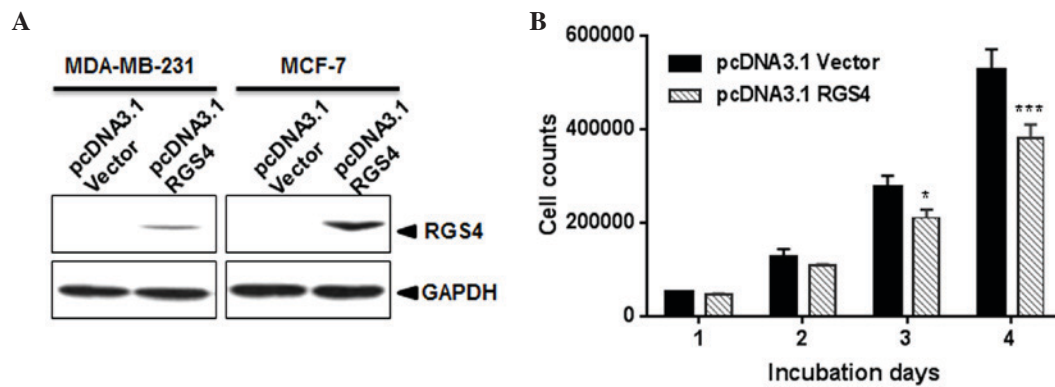 A
MDA-MB-231
MCF-7
pcDNA3.1
Vector
pcDNA3.1
RGS4
pcDNA3.1
Vector
pcDNA3.1
RGS4
RGS4
GAPDH
B
pcDNA3.1 Vector
pcDNA3.1 RGS4
Cell counts
600000
400000
200000
0
*
***
1
2
3
4
Incubation days